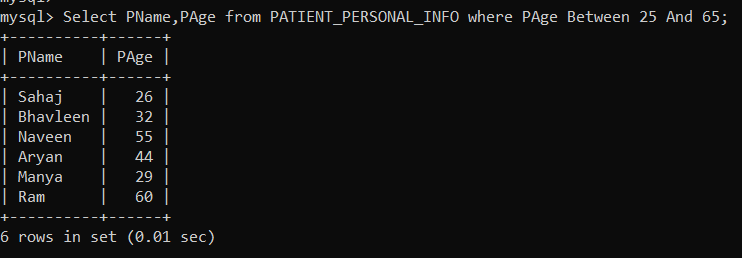 mysql>
mysql> Select PName,PAge from PATIENT_PERSONAL_INFO where PAge Between 25 And 65;
+----------+------+
| PName    | PAge |
+----------+------+
| Sahaj    |   26 |
| Bhavleen |   32 |
| Naveen   |   55 |
| Aryan    |   44 |
| Manya    |   29 |
| Ram      |   60 |
+----------+------+
6 rows in set (0.01 sec)